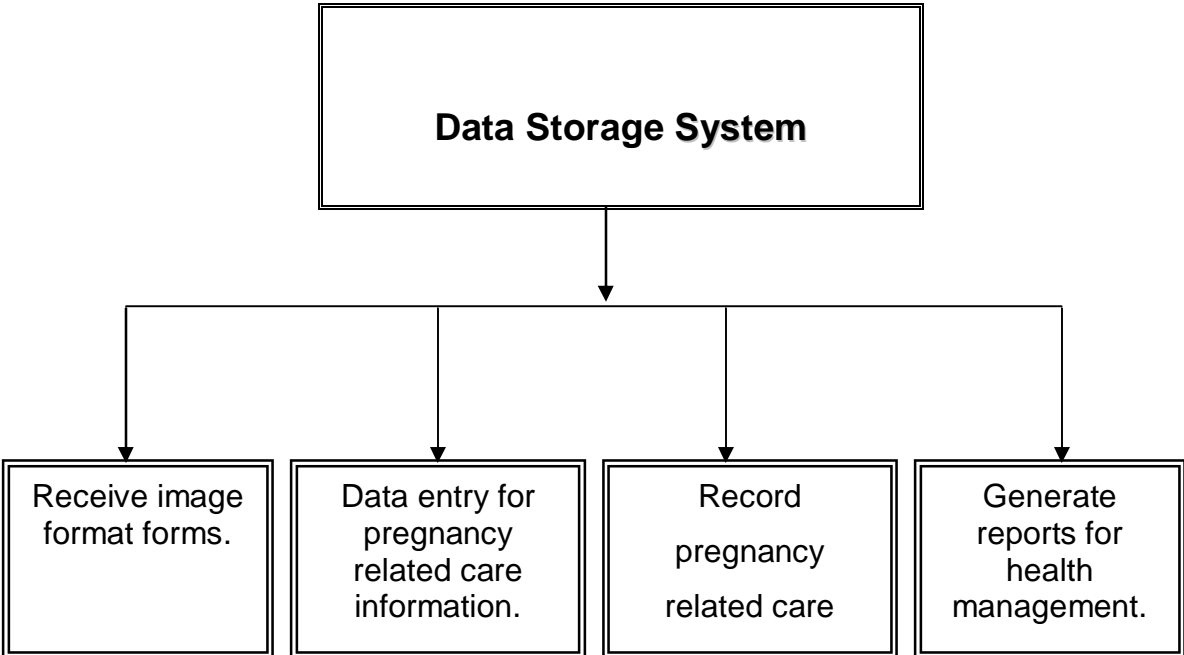 Data Storage System
Receive image
format forms.
Data entry for
pregnancy
related care
information.
Record
pregnancy
related care
Generate
reports for
health
management.